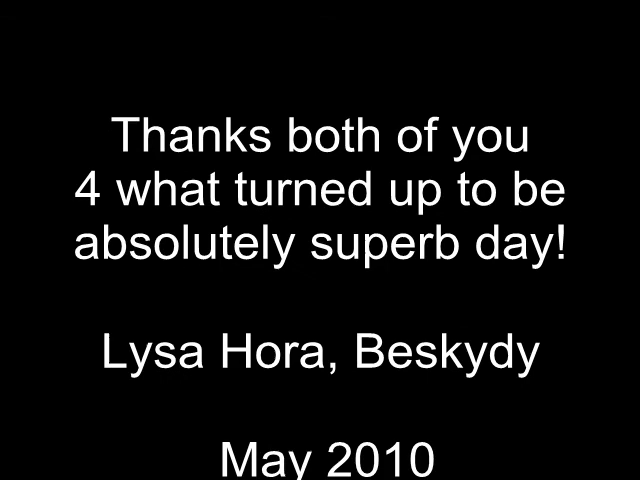 Thanks both of you
4 what turned up to be
absolutely superb day!
Lysa Hora, Beskydy
May 2010